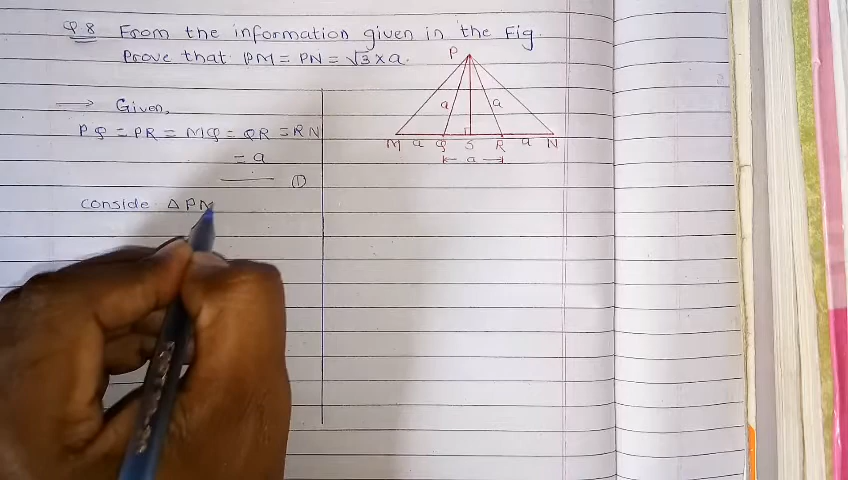 Q 8 From the information given in the Fig.
Prove that PM = PN = √3 × a.
→ Given,
PQ = PR = MQ = QR = RN
= a
—— ①
conside ΔPM
P
a a
M a Q S R a N
a